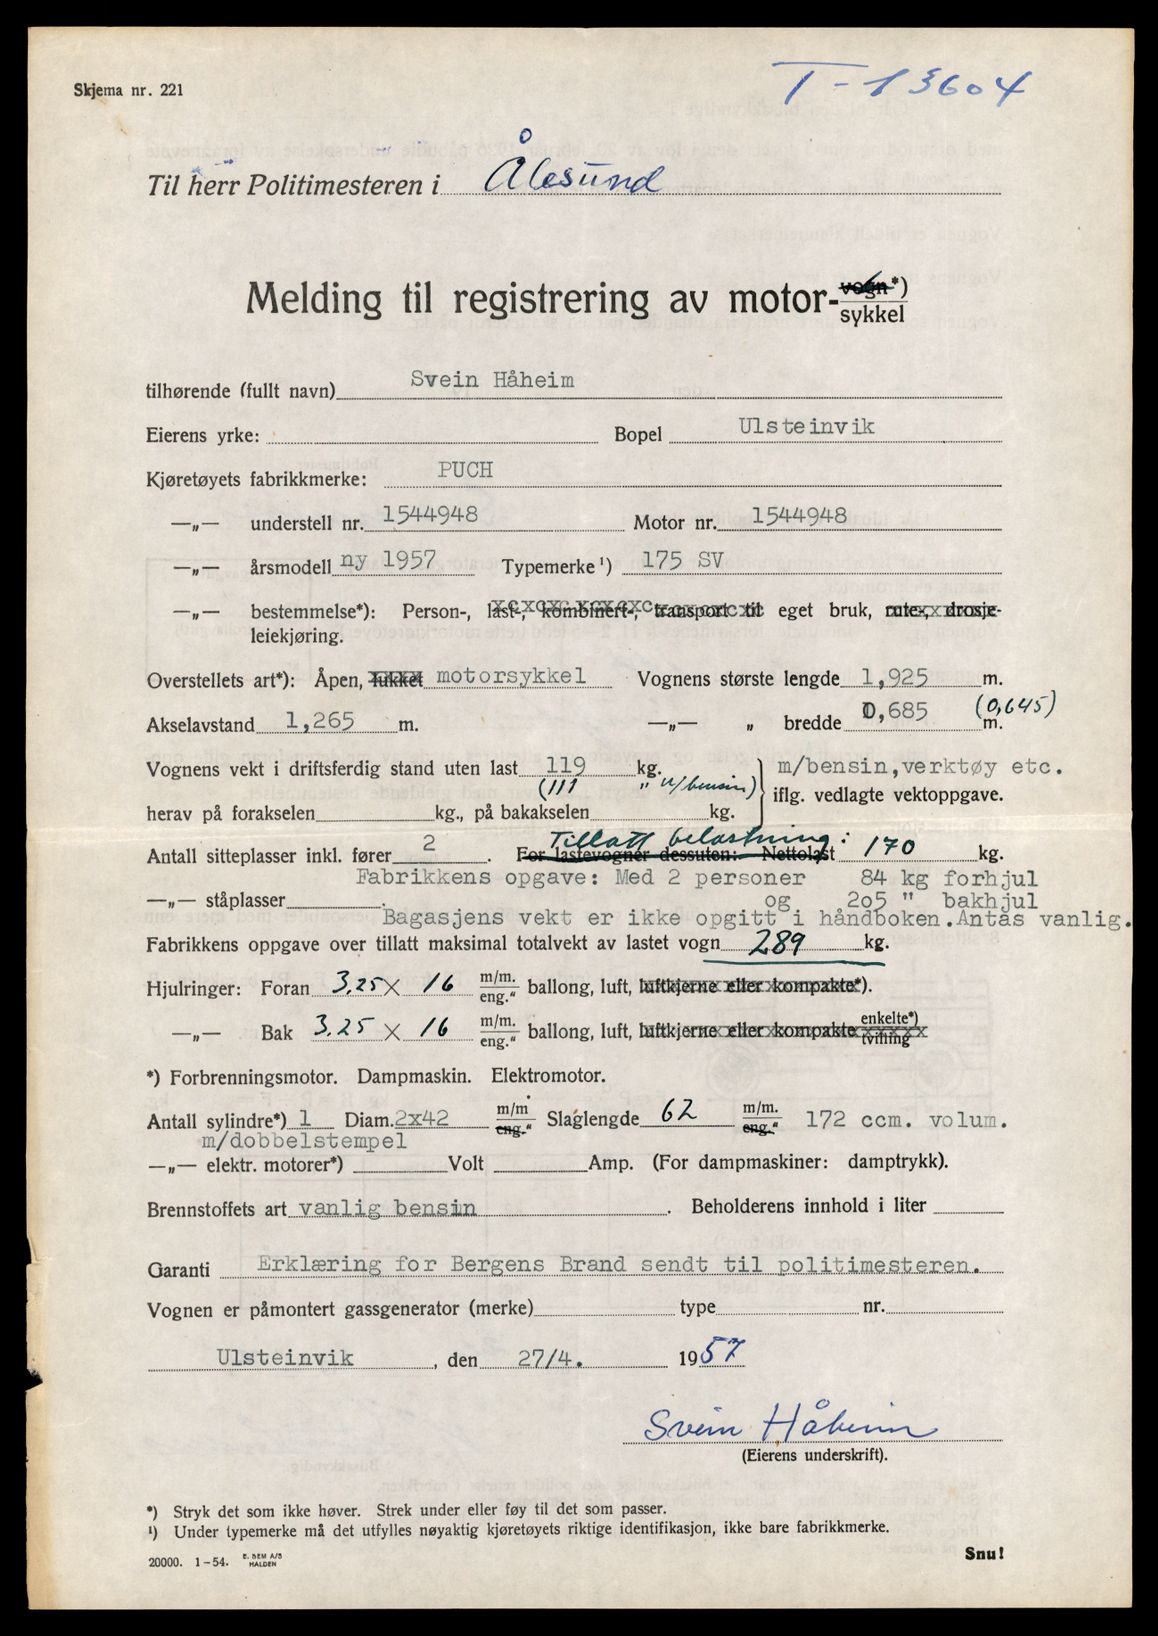 Skjema nr. 221
T-13604
Til herr Politimesteren i Ålesund
Melding til registrering av motor-vogn*)
sykkel
tilhørende (fullt navn) Svein Håheim
Eierens yrke: Bopel Ulsteinvik
Kjøretøyets fabrikkmerke: PUCH
—„— understell nr. 1544948 Motor nr. 1544948
—„— årsmodell ny 1957 Typemerke¹) 175 SV
—„— bestemmelse*): Person-, last-, kombinert-, transport til eget bruk, rute-, drosje-
leiekjøring.
Overstellets art*): Åpen, lukket motorsykkel Vognens største lengde 1,925 m.
Akselavstand 1,265 m. —„— „ bredde 0,685 (0,645) m.
Vognens vekt i driftsferdig stand uten last 119 kg. m/bensin, verktøy etc.
(111 " u/bensin) iflg. vedlagte vektoppgave.
herav på forakselen kg., på bakakselen kg.
Tillatt belastning:
Antall sitteplasser inkl. fører 2. For lastevogner dessuten: Nettolast 170 kg.
Fabrikkens opgave: Med 2 personer 84 kg forhjul
—„— ståplasser . og 205 " bakhjul
Bagasjens vekt er ikke opgitt i håndboken. Antas vanlig.
Fabrikkens oppgave over tillatt maksimal totalvekt av lastet vogn 289 kg.
Hjulringer: Foran 3.25 X 16 m/m. eng." ballong, luft, luftkjerne eller kompakte*).
—„— Bak 3.25 X 16 m/m. eng." ballong, luft, luftkjerne eller kompakte enkelte*) tvilling
*) Forbrenningsmotor. Dampmaskin. Elektromotor.
Antall sylindre*) 1 Diam. 2x42 m/m eng." Slaglengde 62 m/m. eng." 172 ccm. volum.
m/dobbelstempel
—„— elektr. motorer*) Volt Amp. (For dampmaskiner: damptrykk).
Brennstoffets art vanlig bensin. Beholderens innhold i liter
Garanti Erklæring for Bergens Brand sendt til politimesteren.
Vognen er påmontert gassgenerator (merke) type nr.
Ulsteinvik, den 27/4. 1957
Svein Håheim
(Eierens underskrift).
*) Stryk det som ikke høver. Strek under eller føy til det som passer.
¹) Under typemerke må det utfylles nøyaktig kjøretøyets riktige identifikasjon, ikke bare fabrikkmerke.
20000. 1-54. E. SEM A/S HALDEN
Snu!